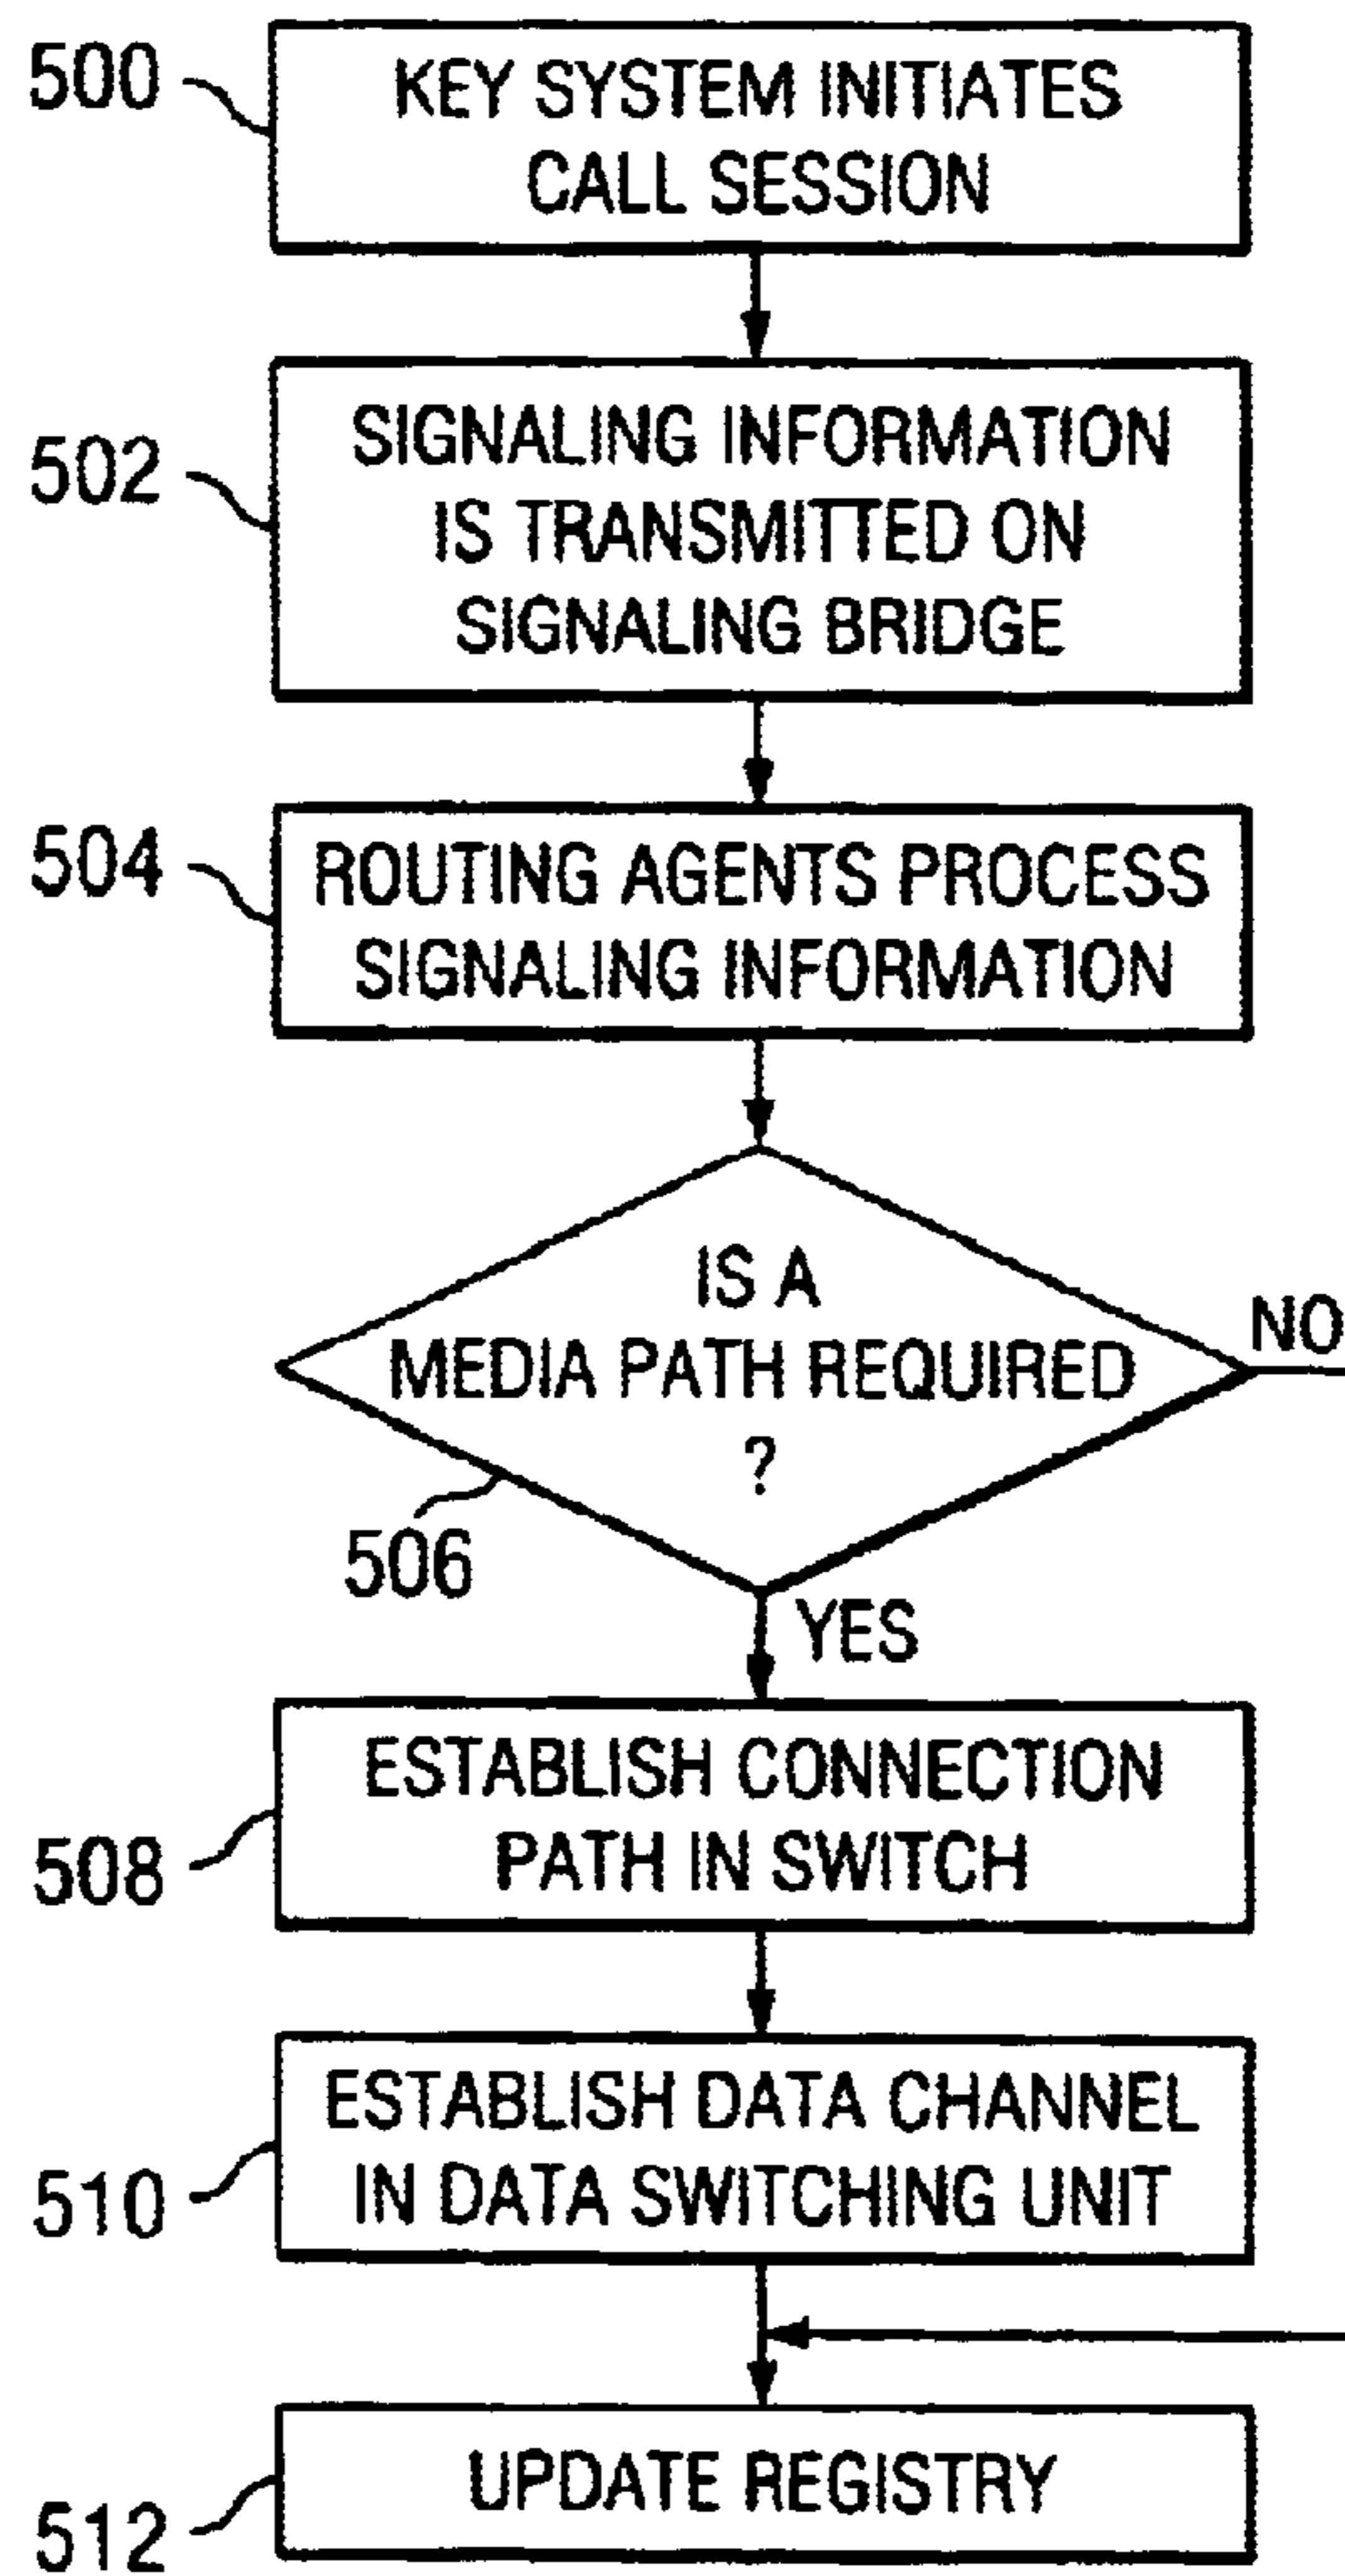 500
KEY SYSTEM INITIATES
CALL SESSION
502
SIGNALING INFORMATION
IS TRANSMITTED ON
SIGNALING BRIDGE
504
ROUTING AGENTS PROCESS
SIGNALING INFORMATION
IS A
MEDIA PATH REQUIRED
?
NO
506
YES
508
ESTABLISH CONNECTION
PATH IN SWITCH
510
ESTABLISH DATA CHANNEL
IN DATA SWITCHING UNIT
512
UPDATE REGISTRY